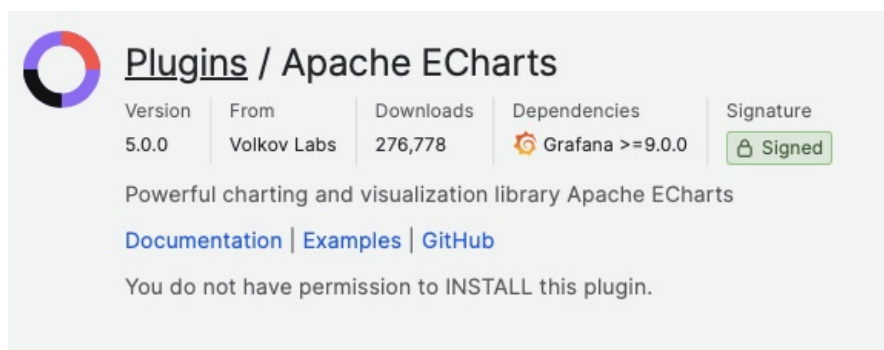 Plugins / Apache ECharts
Version From Downloads Dependencies Signature
5.0.0 Volkov Labs 276,778 Grafana >=9.0.0 Signed
Powerful charting and visualization library Apache ECharts
Documentation | Examples | GitHub
You do not have permission to INSTALL this plugin.